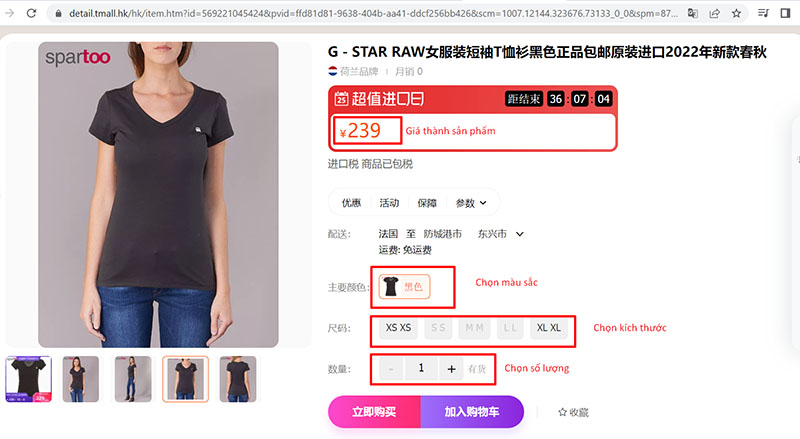 detail.tmall.hk/hk/item.htm?id=569221045424&pvid=ffd81d81-9638-404b-aa41-ddcf256bb426&scm=1007.12144.323676.73133_0_0&spm=87...
spartoo
G - STAR RAW女服装短袖T恤衫黑色正品包邮原装进口2022年新款春秋
荷兰品牌 | 月销 0
25 超值进口日 距结束 36 : 07 : 04
¥239 Giá thành sản phẩm
进口税 商品已包税
优惠 活动 保障 参数
配送: 法国 至 防城港市 东兴市
运费: 免运费
主要颜色: 黑色 Chọn màu sắc
尺码: XS XS S S M M L L XL XL Chọn kích thước
数量: - 1 + 有货 Chọn số lượng
立即购买 加入购物车 收藏